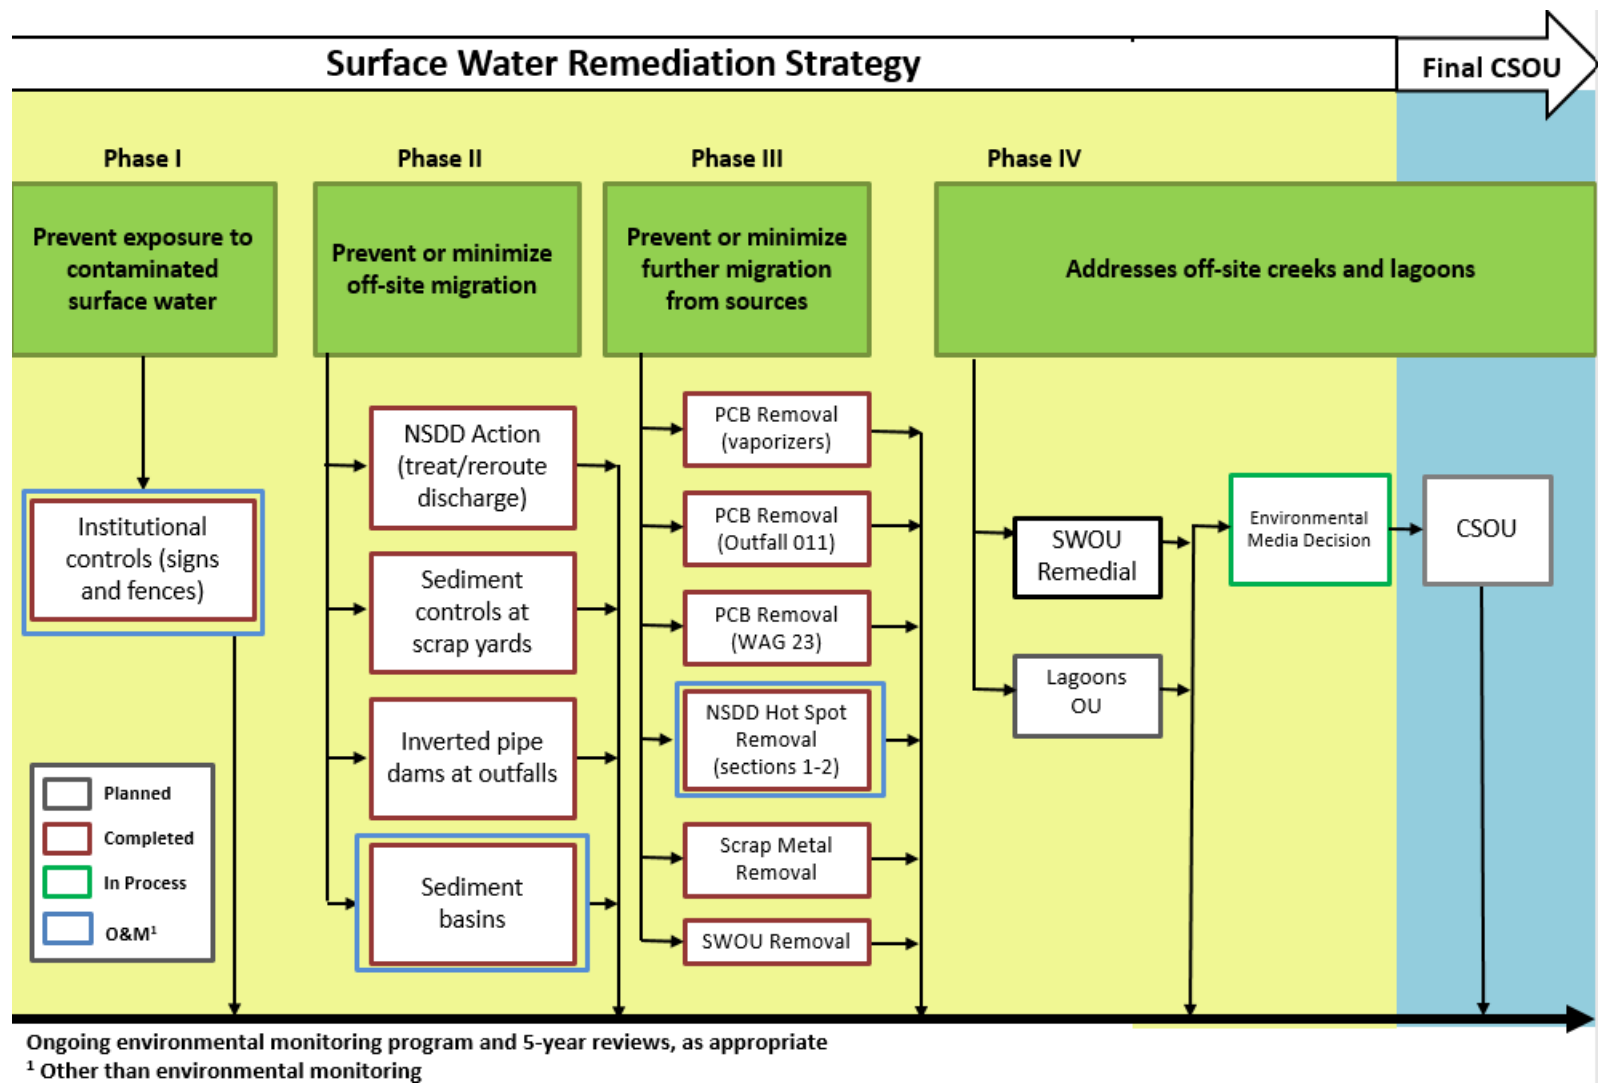 Surface Water Remediation Strategy
Final CSOU
Phase I
Phase II
Phase III
Phase IV
Prevent exposure to
contaminated
surface water
Prevent or minimize
off-site migration
Prevent or minimize
further migration
from sources
Addresses off-site creeks and lagoons
Institutional
controls (signs
and fences)
NSDD Action
(treat/reroute
discharge)
Sediment
controls at
scrap yards
Inverted pipe
dams at outfalls
Sediment
basins
PCB Removal
(vaporizers)
PCB Removal
(Outfall 011)
PCB Removal
(WAG 23)
NSDD Hot Spot
Removal
(sections 1-2)
Scrap Metal
Removal
SWOU Removal
SWOU
Remedial
Lagoons
OU
Environmental
Media Decision
CSOU
Planned
Completed
In Process
O&M¹
Ongoing environmental monitoring program and 5-year reviews, as appropriate
¹ Other than environmental monitoring